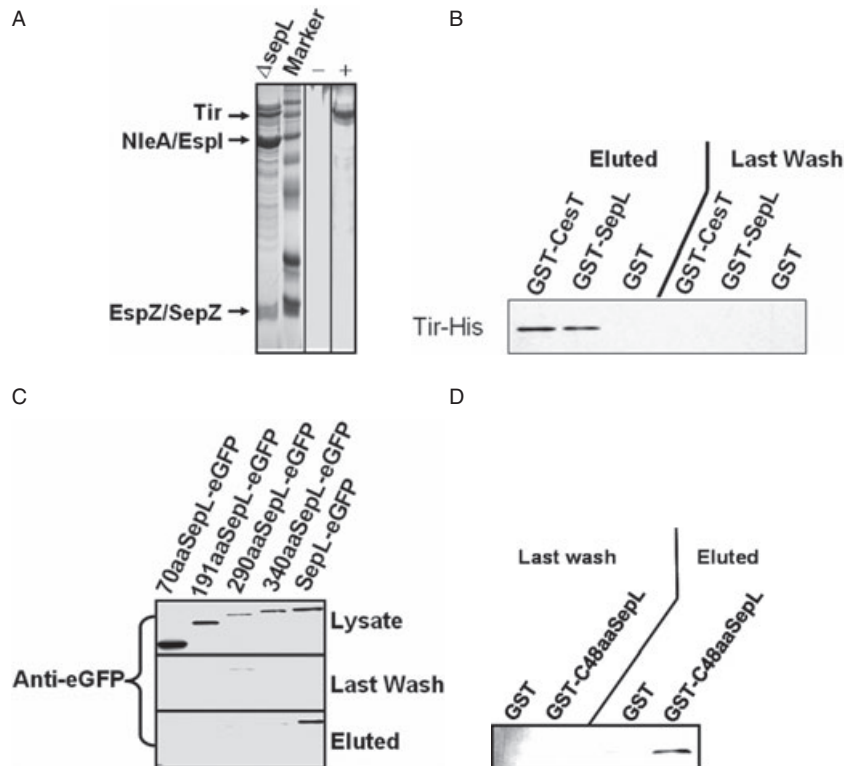 A
ΔsepL
Marker
–
+
Tir
NleA/EspI
EspZ/SepZ
B
Eluted
Last Wash
GST-CesT
GST-SepL
GST
GST-CesT
GST-SepL
GST
Tir-His
C
70aaSepL-eGFP
191aaSepL-eGFP
290aaSepL-eGFP
340aaSepL-eGFP
SepL-eGFP
Lysate
Anti-eGFP
Last Wash
Eluted
D
Last wash
Eluted
GST
GST-C48aaSepL
GST
GST-C48aaSepL